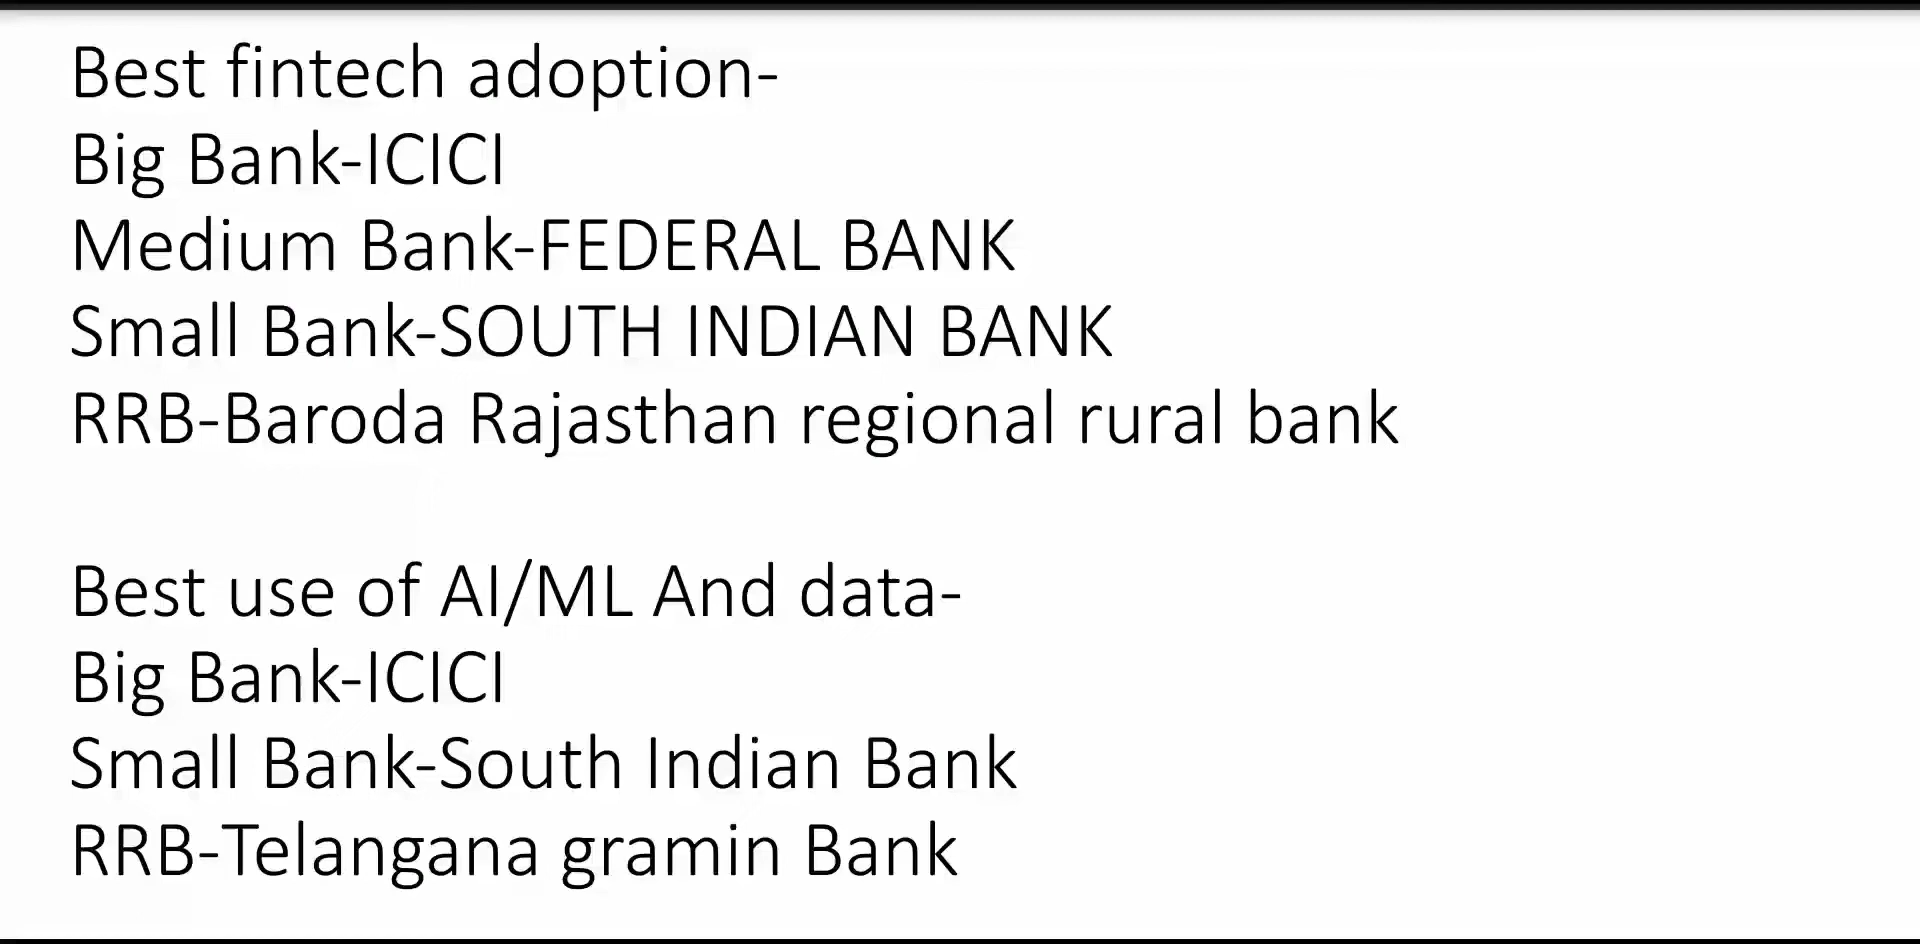 Best fintech adoption-
Big Bank-ICICI
Medium Bank-FEDERAL BANK
Small Bank-SOUTH INDIAN BANK
RRB-Baroda Rajasthan regional rural bank
Best use of AI/ML And data-
Big Bank-ICICI
Small Bank-South Indian Bank
RRB-Telangana gramin Bank